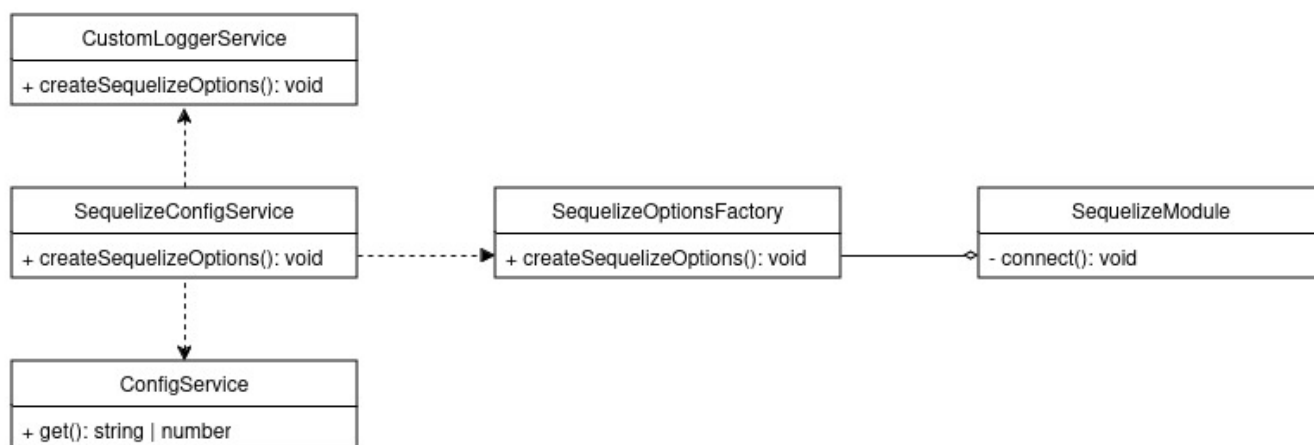 CustomLoggerService
+ createSequelizeOptions(): void
SequelizeConfigService
+ createSequelizeOptions(): void
SequelizeOptionsFactory
+ createSequelizeOptions(): void
SequelizeModule
- connect(): void
ConfigService
+ get(): string | number